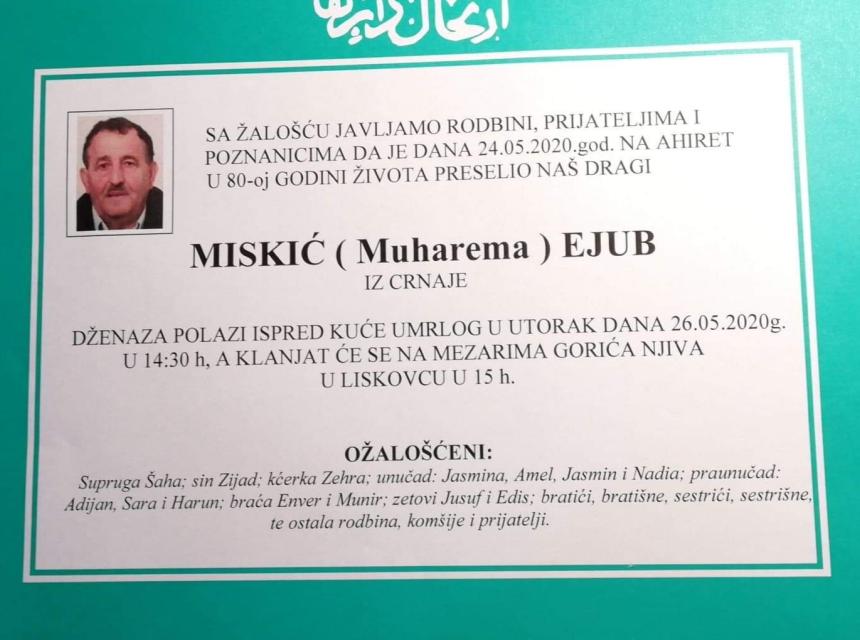 SA ŽALOŠĆU JAVLJAMO RODBINI, PRIJATELJIMA I
POZNANICIMA DA JE DANA 24.05.2020.god. NA AHIRET
U 80-oj GODINI ŽIVOTA PRESELIO NAŠ DRAGI
MISKIĆ ( Muharema ) EJUB
IZ CRNAJE
DŽENAZA POLAZI ISPRED KUĆE UMRLOG U UTORAK DANA 26.05.2020g.
U 14:30 h, A KLANJAT ĆE SE NA MEZARIMA GORIĆA NJIVA
U LISKOVCU U 15 h.
OŽALOŠĆENI:
Supruga Šaha; sin Zijad; kćerka Zehra; unučad: Jasmina, Amel, Jasmin i Nadia; praunučad:
Adijan, Sara i Harun; braća Enver i Munir; zetovi Jusuf i Edis; bratići, bratišne, sestrići, sestrišne,
te ostala rodbina, komšije i prijatelji.